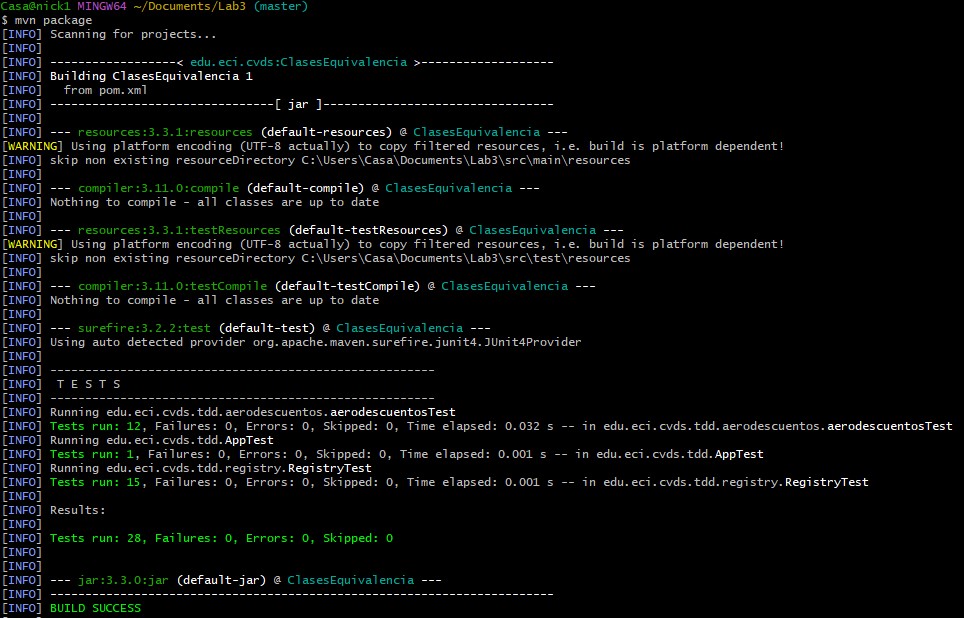 Casa@nick1 MINGW64 ~/Documents/Lab3 (master)
$ mvn package
[INFO] Scanning for projects...
[INFO]
[INFO] ------------------< edu.eci.cvds:ClasesEquivalencia >-------------------
[INFO] Building ClasesEquivalencia 1
[INFO]   from pom.xml
[INFO] --------------------------------[ jar ]---------------------------------
[INFO]
[INFO] --- resources:3.3.1:resources (default-resources) @ ClasesEquivalencia ---
[WARNING] Using platform encoding (UTF-8 actually) to copy filtered resources, i.e. build is platform dependent!
[INFO] skip non existing resourceDirectory C:\Users\Casa\Documents\Lab3\src\main\resources
[INFO]
[INFO] --- compiler:3.11.0:compile (default-compile) @ ClasesEquivalencia ---
[INFO] Nothing to compile - all classes are up to date
[INFO]
[INFO] --- resources:3.3.1:testResources (default-testResources) @ ClasesEquivalencia ---
[WARNING] Using platform encoding (UTF-8 actually) to copy filtered resources, i.e. build is platform dependent!
[INFO] skip non existing resourceDirectory C:\Users\Casa\Documents\Lab3\src\test\resources
[INFO]
[INFO] --- compiler:3.11.0:testCompile (default-testCompile) @ ClasesEquivalencia ---
[INFO] Nothing to compile - all classes are up to date
[INFO]
[INFO] --- surefire:3.2.2:test (default-test) @ ClasesEquivalencia ---
[INFO] Using auto detected provider org.apache.maven.surefire.junit4.JUnit4Provider
[INFO]
[INFO] -------------------------------------------------------
[INFO]  T E S T S
[INFO] -------------------------------------------------------
[INFO] Running edu.eci.cvds.tdd.aerodescuentos.aerodescuentosTest
[INFO] Tests run: 12, Failures: 0, Errors: 0, Skipped: 0, Time elapsed: 0.032 s -- in edu.eci.cvds.tdd.aerodescuentos.aerodescuentosTest
[INFO] Running edu.eci.cvds.tdd.AppTest
[INFO] Tests run: 1, Failures: 0, Errors: 0, Skipped: 0, Time elapsed: 0.001 s -- in edu.eci.cvds.tdd.AppTest
[INFO] Running edu.eci.cvds.tdd.registry.RegistryTest
[INFO] Tests run: 15, Failures: 0, Errors: 0, Skipped: 0, Time elapsed: 0.001 s -- in edu.eci.cvds.tdd.registry.RegistryTest
[INFO]
[INFO] Results:
[INFO]
[INFO] Tests run: 28, Failures: 0, Errors: 0, Skipped: 0
[INFO]
[INFO]
[INFO] --- jar:3.3.0:jar (default-jar) @ ClasesEquivalencia ---
[INFO] ------------------------------------------------------------------------
[INFO] BUILD SUCCESS